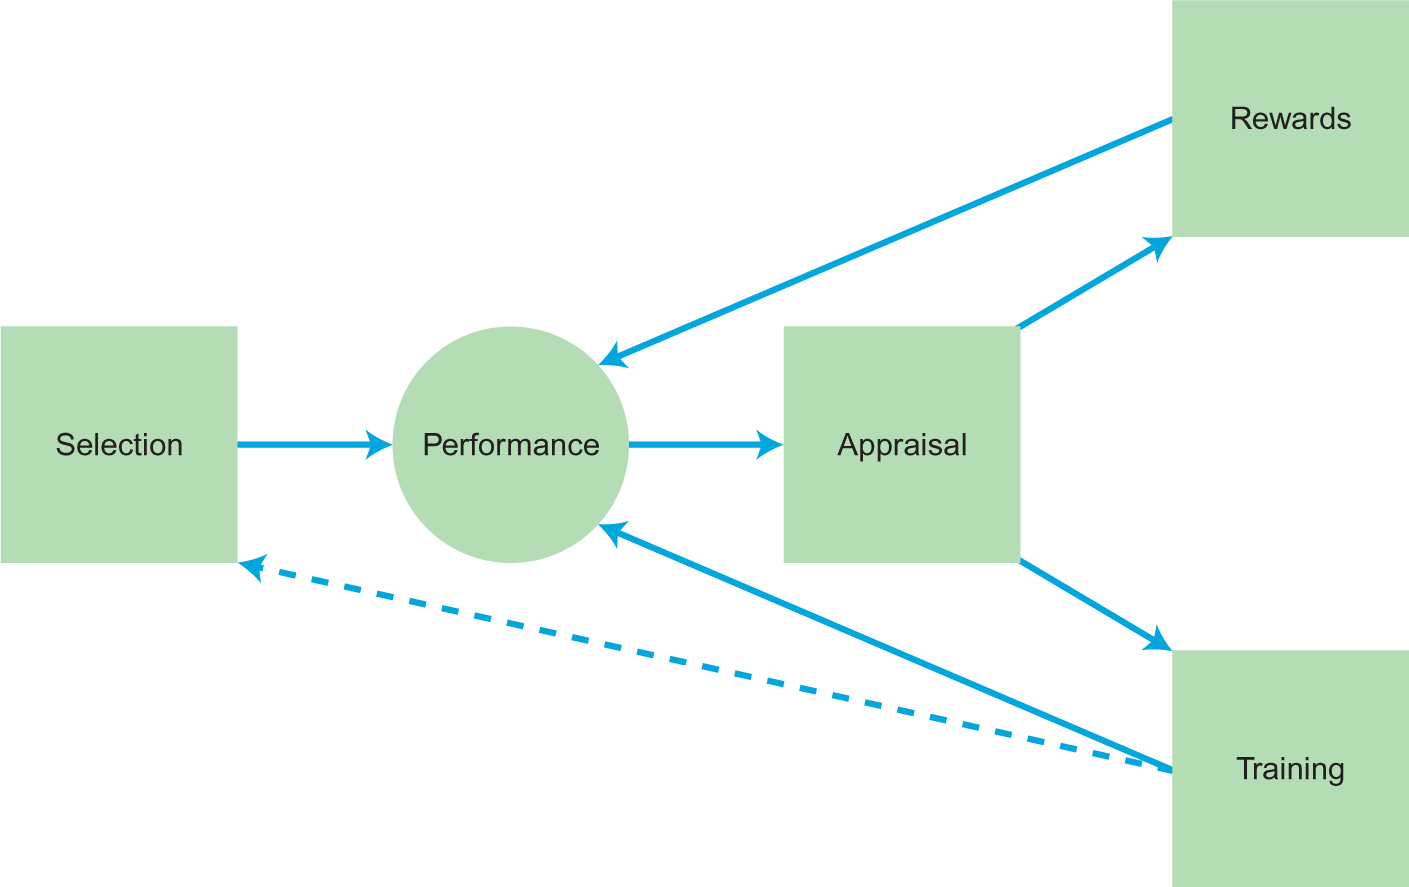 Rewards
Selection
Performance
Appraisal
Training